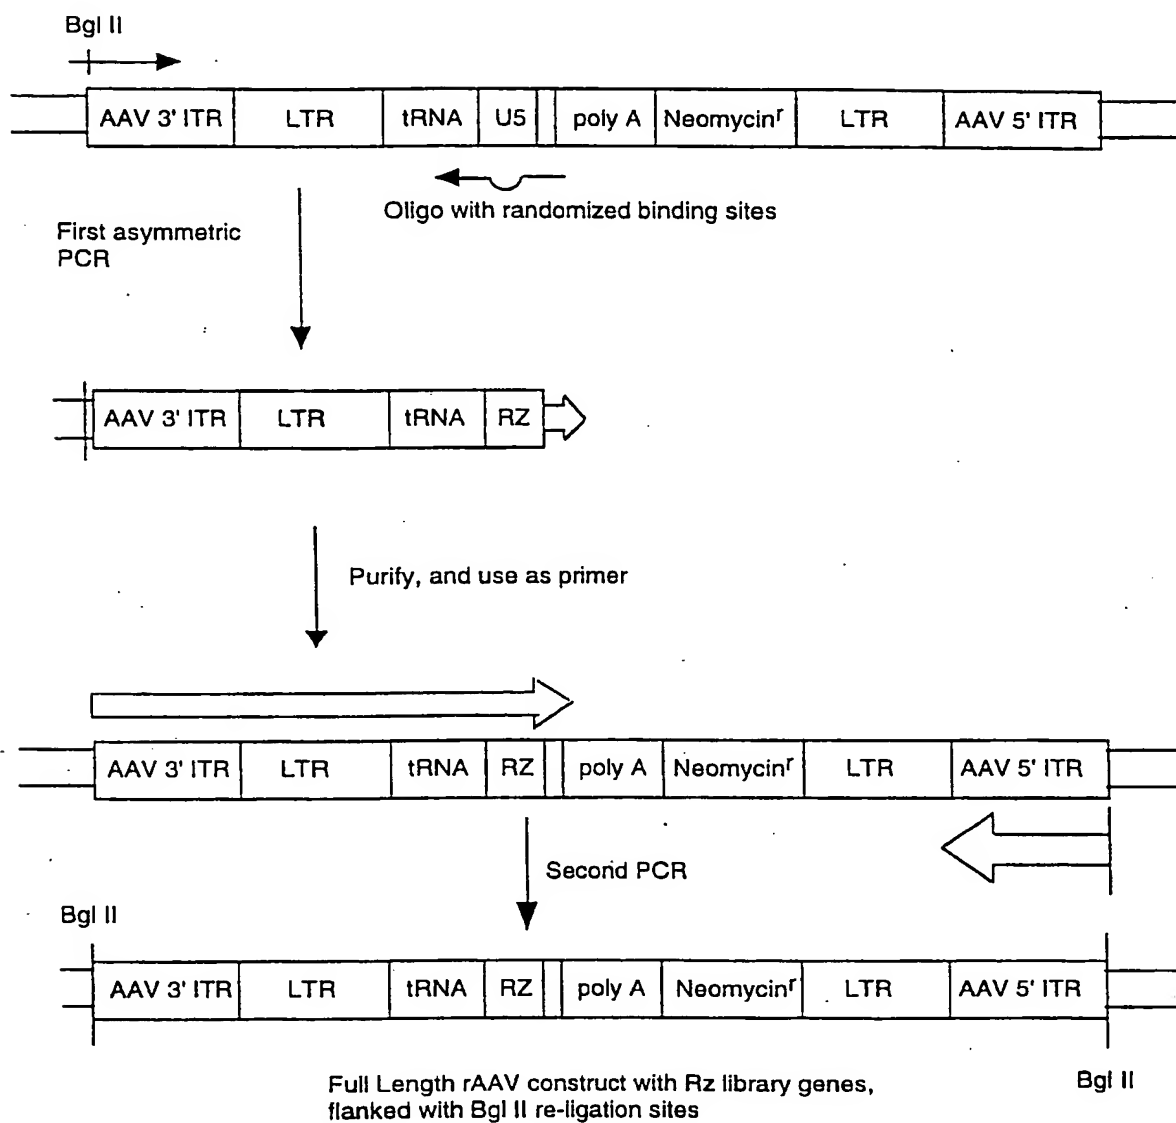 Bgl II
AAV 3' ITR LTR tRNA U5 poly A Neomycinʳ LTR AAV 5' ITR
Oligo with randomized binding sites
First asymmetric
PCR
AAV 3' ITR LTR tRNA RZ
Purify, and use as primer
AAV 3' ITR LTR tRNA RZ poly A Neomycinʳ LTR AAV 5' ITR
Second PCR
Bgl II
AAV 3' ITR LTR tRNA RZ poly A Neomycinʳ LTR AAV 5' ITR
Full Length rAAV construct with Rz library genes,
flanked with Bgl II re-ligation sites
Bgl II